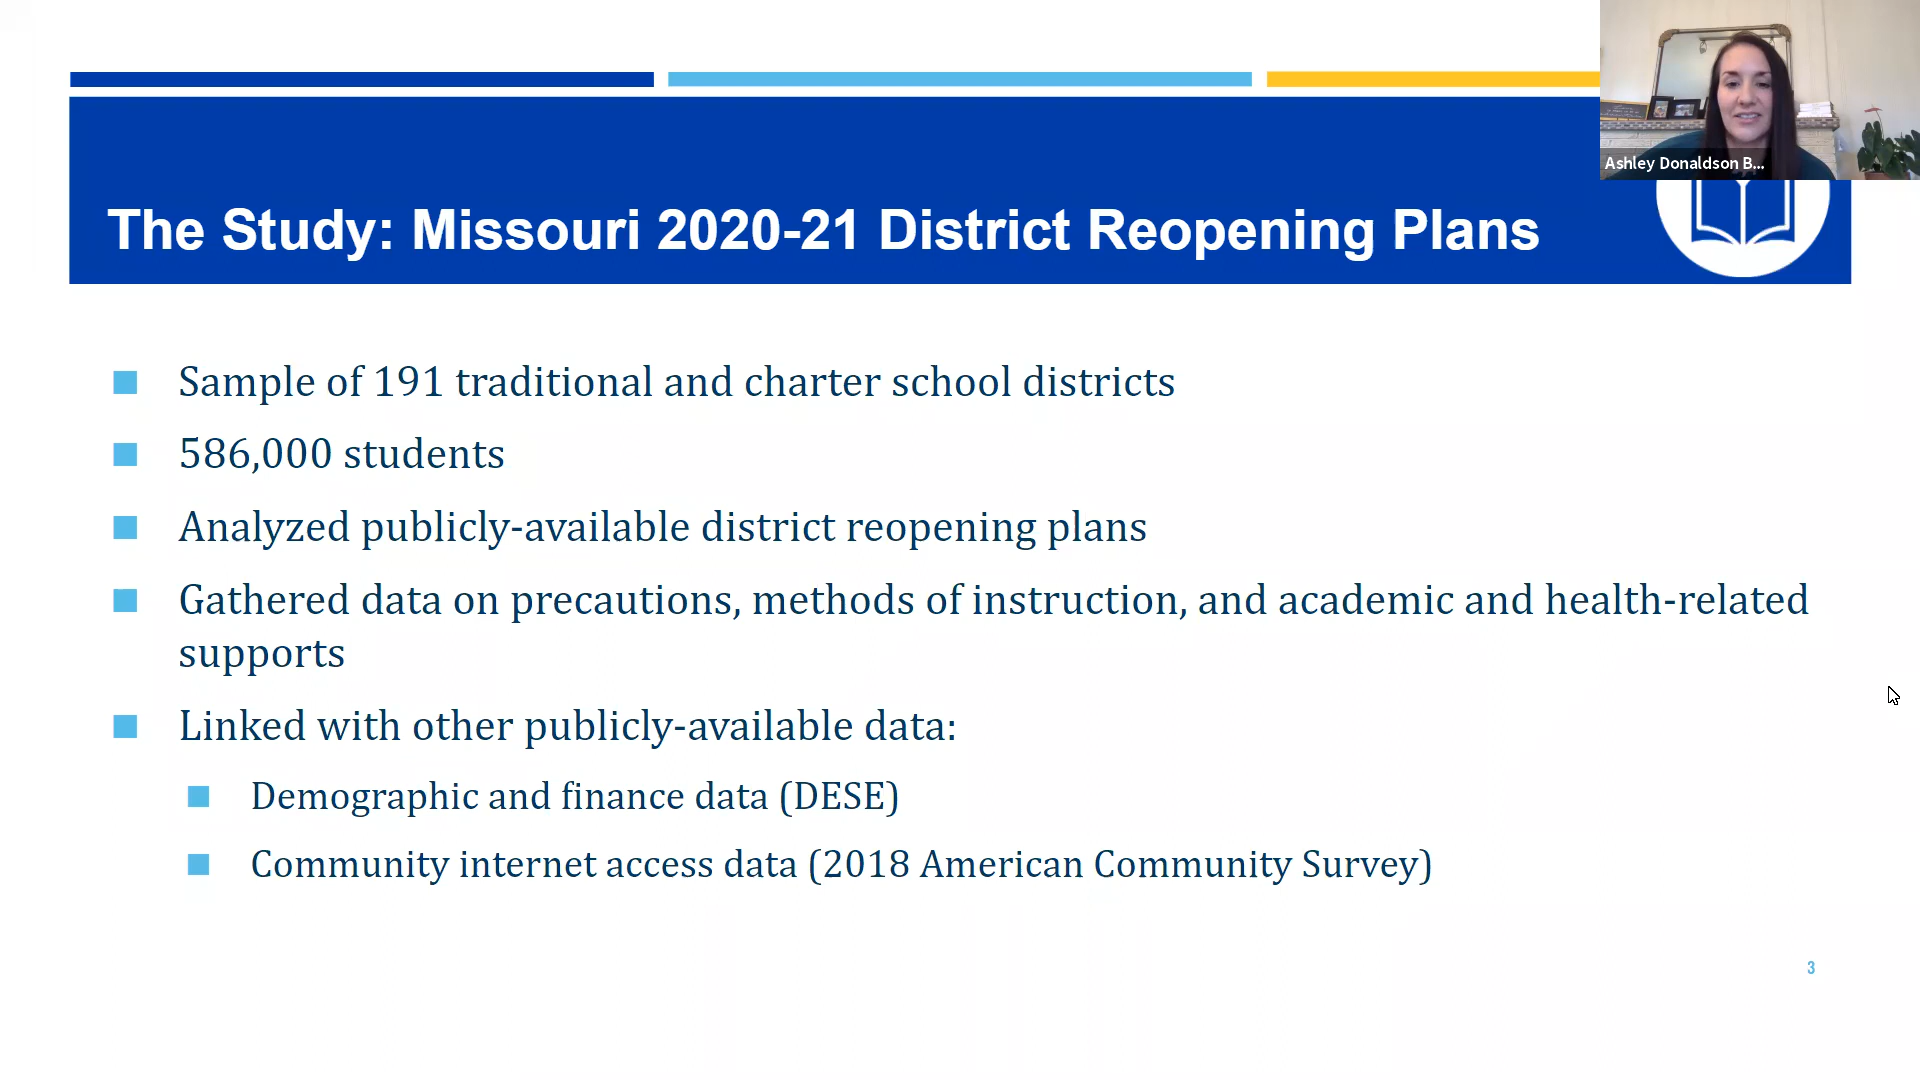 Ashley Donaldson B...
The Study: Missouri 2020-21 District Reopening Plans
Sample of 191 traditional and charter school districts
586,000 students
Analyzed publicly-available district reopening plans
Gathered data on precautions, methods of instruction, and academic and health-related
supports
Linked with other publicly-available data:
Demographic and finance data (DESE)
Community internet access data (2018 American Community Survey)
3